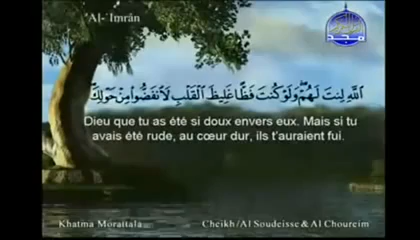 Al-'Imrân
ٱللَّهِ لِنتَ لَهُمْ ۖ وَلَوْ كُنتَ فَظًّا غَلِيظَ ٱلْقَلْبِ لَٱنفَضُّوا۟ مِنْ حَوْلِكَ ۖ
Dieu que tu as été si doux envers eux. Mais si tu
avais été rude, au cœur dur, ils t'auraient fui.
Khatma Morattala
Cheikh/Al Soudeisse & Al Choureim